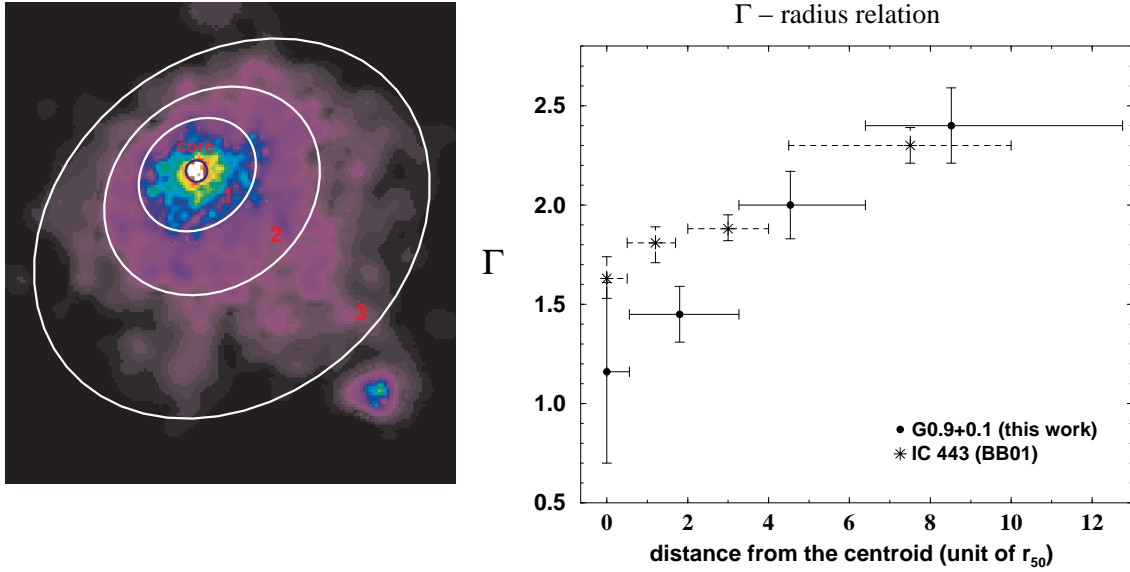 core
1
2
3
Γ – radius relation
2.5
2.0
1.5
1.0
0.5
Γ
G0.9+0.1 (this work)
IC 443 (BB01)
0 2 4 6 8 10 12
distance from the centroid (unit of r₅₀)